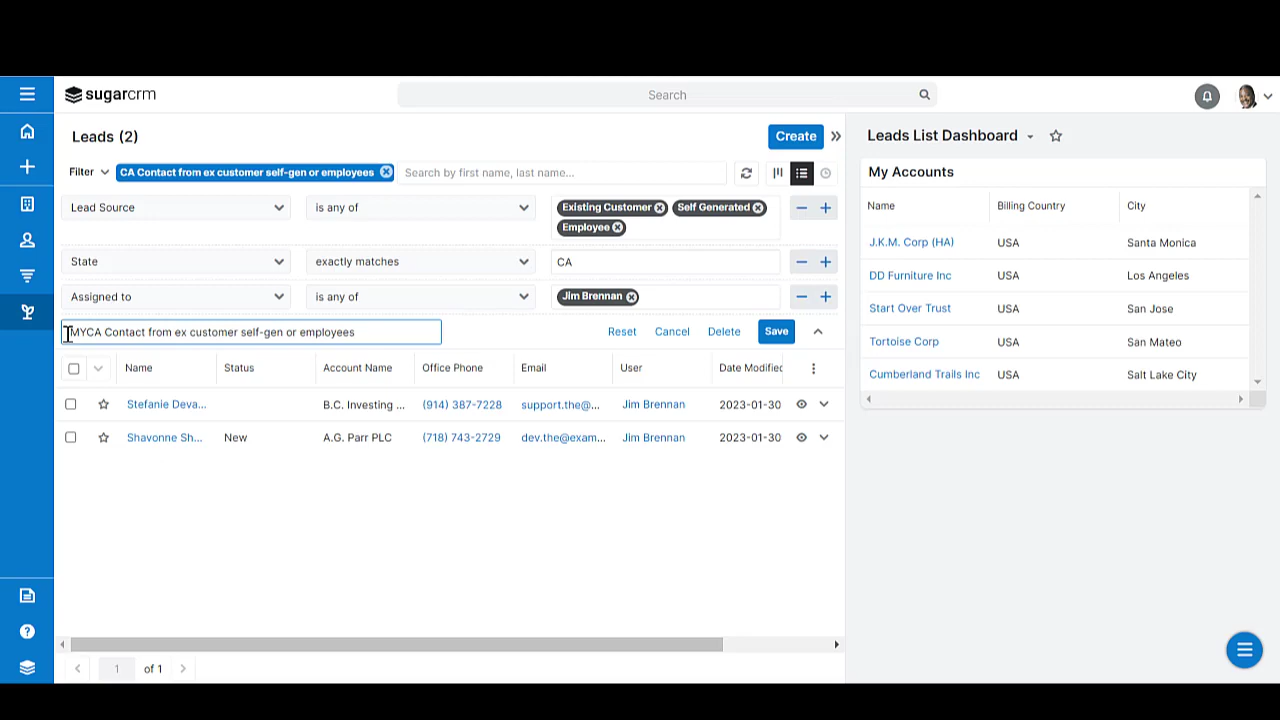 sugarcrm
Search
Leads (2)
Create
Filter
CA Contact from ex customer self-gen or employees
Search by first name, last name...
Lead Source
is any of
Existing Customer
Self Generated
Employee
State
exactly matches
CA
Assigned to
is any of
Jim Brennan
MYCA Contact from ex customer self-gen or employees
Reset
Cancel
Delete
Save
Name
Status
Account Name
Office Phone
Email
User
Date Modified
Stefanie Deva...
B.C. Investing ...
(914) 387-7228
support.the@...
Jim Brennan
2023-01-30
Shavonne Sh...
New
A.G. Parr PLC
(718) 743-2729
dev.the@exam...
Jim Brennan
2023-01-30
1
of 1
Leads List Dashboard
My Accounts
Name
Billing Country
City
J.K.M. Corp (HA)
USA
Santa Monica
DD Furniture Inc
USA
Los Angeles
Start Over Trust
USA
San Jose
Tortoise Corp
USA
San Mateo
Cumberland Trails Inc
USA
Salt Lake City